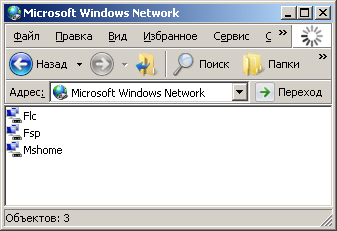 Microsoft Windows Network
Файл Правка Вид Избранное Сервис С »
Назад Поиск Папки »
Адрес: Microsoft Windows Network Переход
Flc
Fsp
Mshome
Объектов: 3